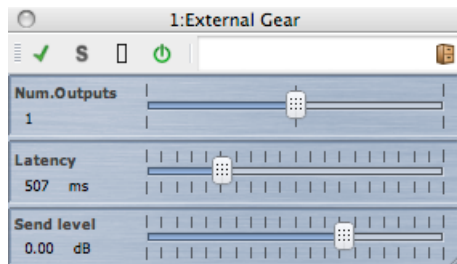 1:External Gear
S
Num.Outputs
1
Latency
507 ms
Send level
0.00 dB